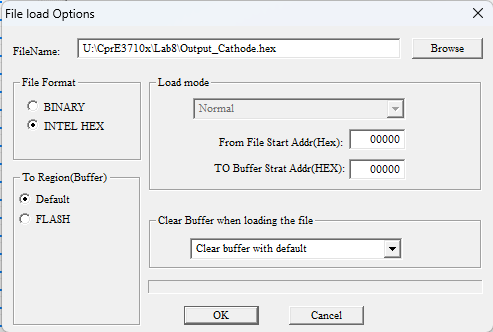 File load Options
FileName: U:\CprE3710x\Lab8\Output_Cathode.hex Browse
File Format
BINARY
INTEL HEX
Load mode
Normal
From File Start Addr(Hex): 00000
TO Buffer Strat Addr(HEX): 00000
To Region(Buffer)
Default
FLASH
Clear Buffer when loading the file
Clear buffer with default
OK Cancel